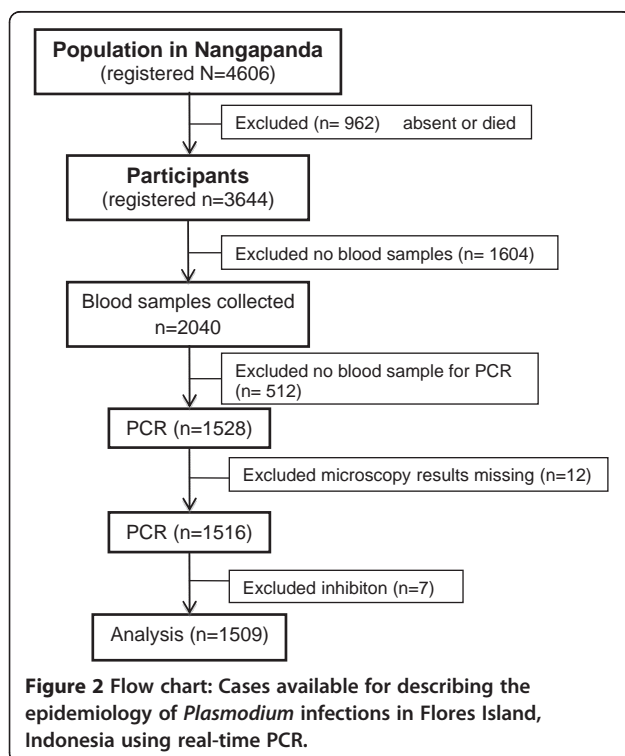 Population in Nangapanda
(registered N=4606)
Excluded (n= 962) absent or died
Participants
(registered n=3644)
Excluded no blood samples (n= 1604)
Blood samples collected
n=2040
Excluded no blood sample for PCR
(n= 512)
PCR (n=1528)
Excluded microscopy results missing (n=12)
PCR (n=1516)
Excluded inhibiton (n=7)
Analysis (n=1509)
Figure 2 Flow chart: Cases available for describing the
epidemiology of Plasmodium infections in Flores Island,
Indonesia using real-time PCR.